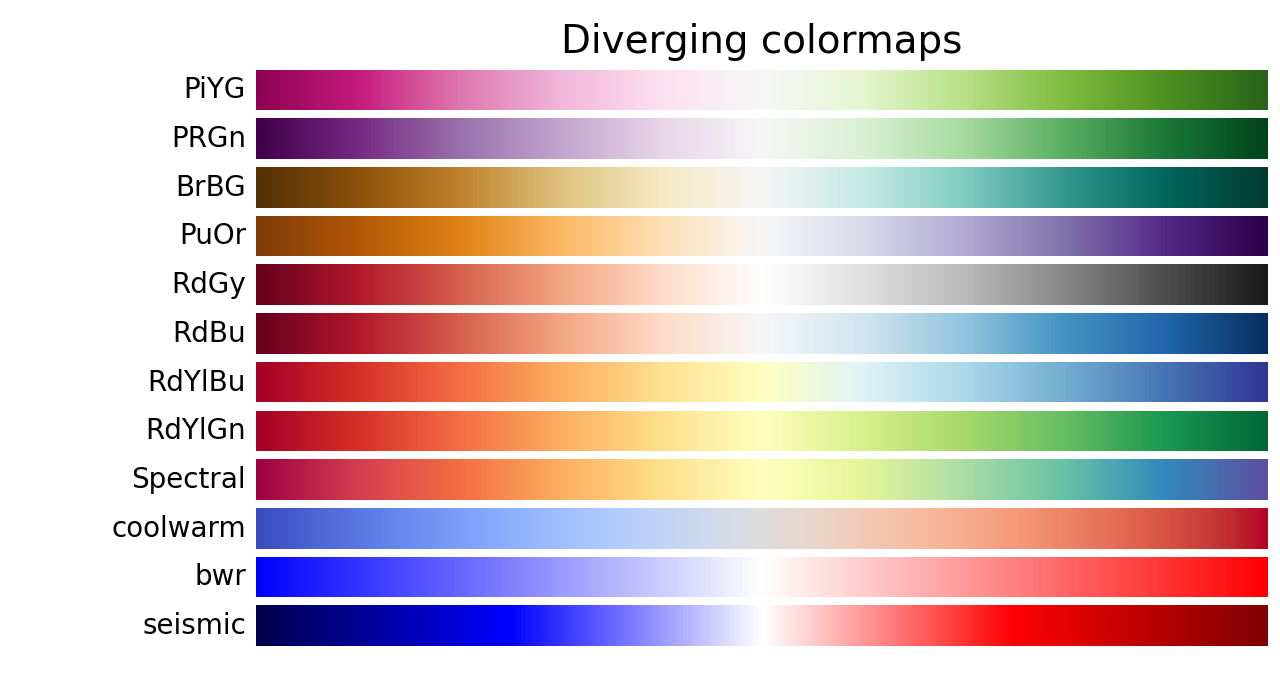 Diverging colormaps
PiYG
PRGn
BrBG
PuOr
RdGy
RdBu
RdYlBu
RdYlGn
Spectral
coolwarm
bwr
seismic